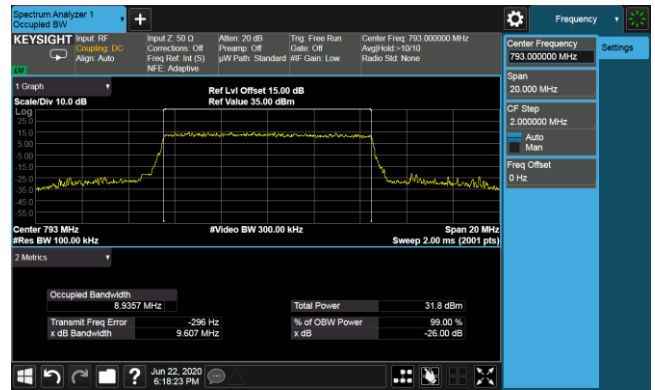 Spectrum Analyzer 1
Occupied BW
Frequency
KEYSIGHT
Input: RF
Coupling: DC
Align: Auto
Input Z: 50 Ω
Corrections: Off
Freq Ref: Int (S)
NFE: Adaptive
Atten: 20 dB
Preamp: Off
µW Path: Standard
Trig: Free Run
Gate: Off
#IF Gain: Low
Center Freq: 793.000000 MHz
Avg|Hold:>10/10
Radio Std: None
Center Frequency
793.000000 MHz
Settings
Span
20.000 MHz
CF Step
2.000000 MHz
Auto
Man
Freq Offset
0 Hz
1 Graph
Scale/Div 10.0 dB
Ref Lvl Offset 15.00 dB
Ref Value 35.00 dBm
Log
25.0
15.0
5.00
-5.00
-15.0
-25.0
-35.0
-45.0
-55.0
Center 793 MHz
#Res BW 100.00 kHz
#Video BW 300.00 kHz
Span 20 MHz
Sweep 2.00 ms (2001 pts)
2 Metrics
Occupied Bandwidth
8.9357 MHz
Total Power 31.8 dBm
Transmit Freq Error -296 Hz
% of OBW Power 99.00 %
x dB Bandwidth 9.607 MHz
x dB -26.00 dB
Jun 22, 2020
6:18:23 PM